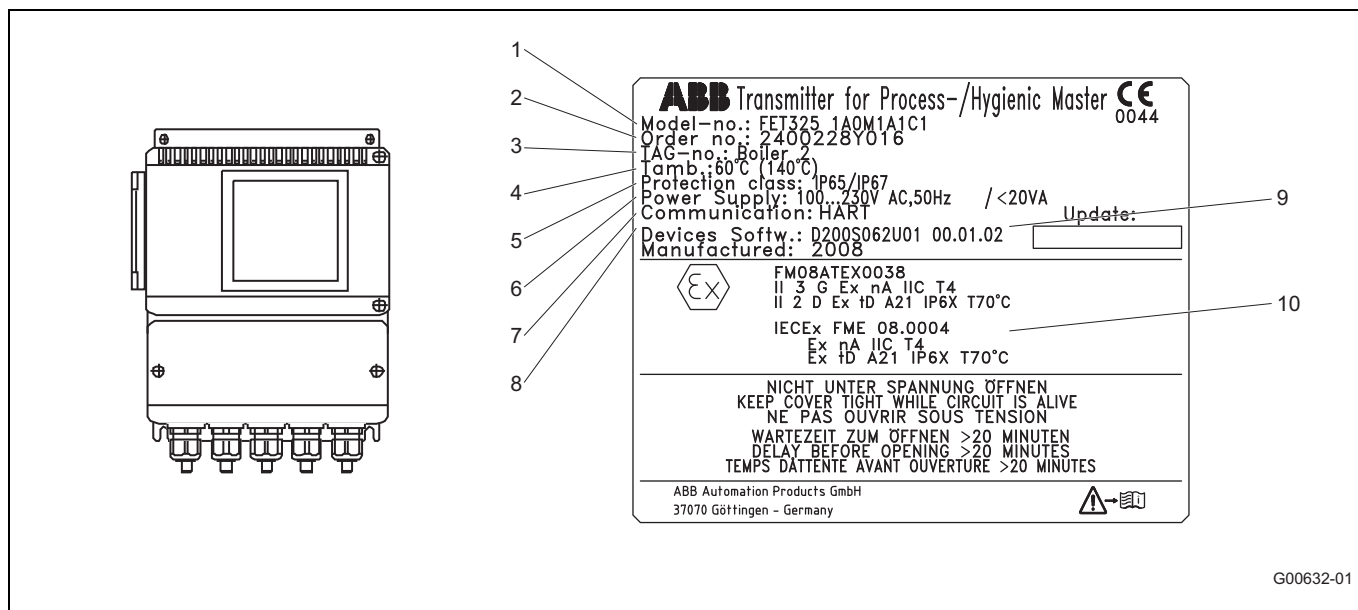 1
2
3
4
5
6
7
8
9
10
ABB Transmitter for Process-/Hygienic Master CE
0044
Model-no.: FET325 1A0M1A1C1
Order no.: 2400228Y016
TAG-no.: Boiler 2
Tamb.:60°C (140°C)
Protection class: IP65/IP67
Power Supply: 100...230V AC,50Hz /<20VA
Communication: HART
Update:
Devices Softw.: D200S062U01 00.01.02
Manufactured: 2008
Ex
FM08ATEX0038
II 3 G Ex nA IIC T4
II 2 D Ex tD A21 IP6X T70°C
IECEx FME 08.0004
Ex nA IIC T4
Ex tD A21 IP6X T70°C
NICHT UNTER SPANNUNG ÖFFNEN
KEEP COVER TIGHT WHILE CIRCUIT IS ALIVE
NE PAS OUVRIR SOUS TENSION
WARTEZEIT ZUM ÖFFNEN >20 MINUTEN
DELAY BEFORE OPENING >20 MINUTES
TEMPS DATTENTE AVANT OUVERTURE >20 MINUTES
ABB Automation Products GmbH
37070 Göttingen - Germany
G00632-01